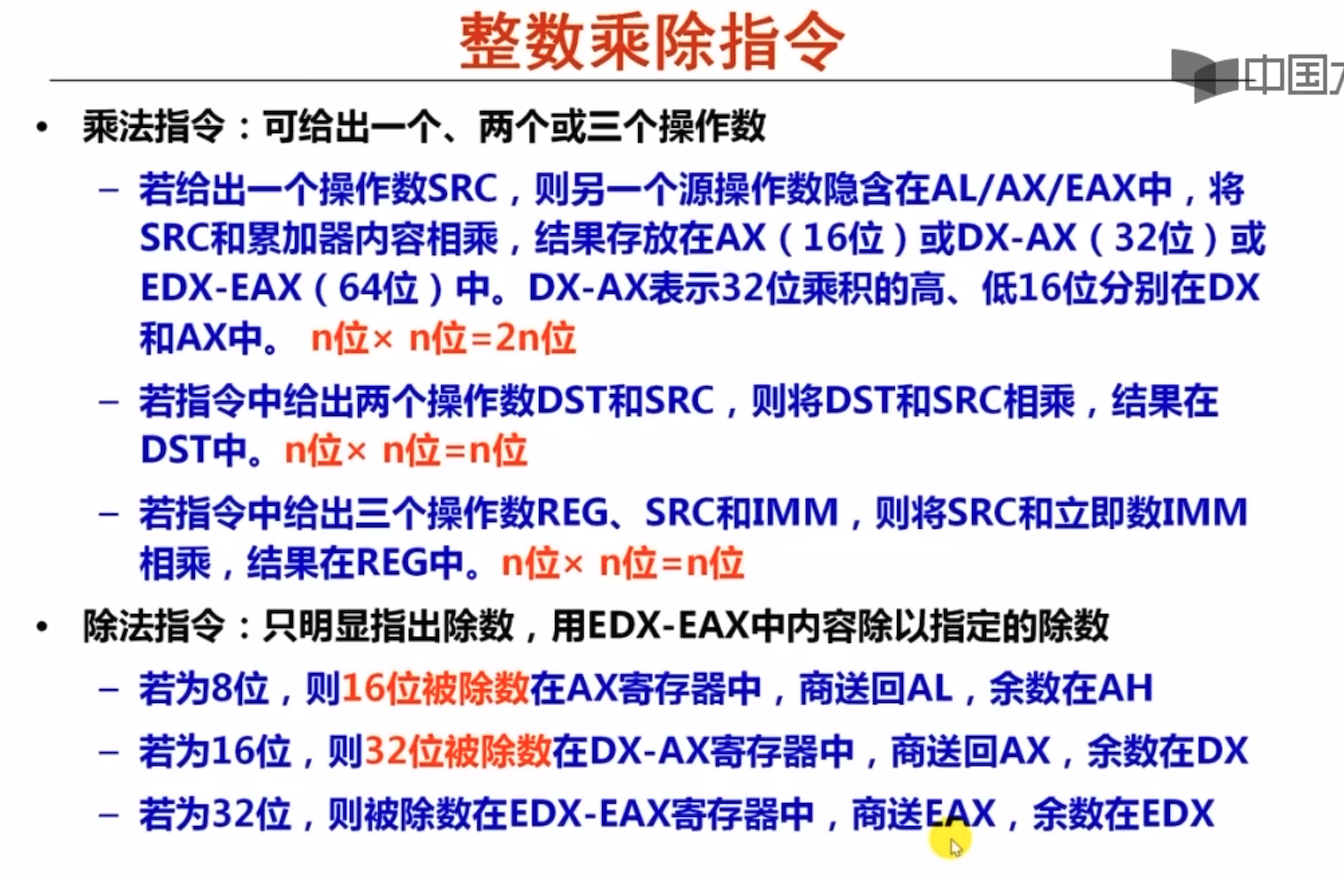 整数乘除指令
中国大
• 乘法指令：可给出一个、两个或三个操作数
– 若给出一个操作数SRC，则另一个源操作数隐含在AL/AX/EAX中，将
SRC和累加器内容相乘，结果存放在AX（16位）或DX-AX（32位）或
EDX-EAX（64位）中。DX-AX表示32位乘积的高、低16位分别在DX
和AX中。 n位× n位=2n位
– 若指令中给出两个操作数DST和SRC，则将DST和SRC相乘，结果在
DST中。n位× n位=n位
– 若指令中给出三个操作数REG、SRC和IMM，则将SRC和立即数IMM
相乘，结果在REG中。n位× n位=n位
• 除法指令：只明显指出除数，用EDX-EAX中内容除以指定的除数
– 若为8位，则16位被除数在AX寄存器中，商送回AL，余数在AH
– 若为16位，则32位被除数在DX-AX寄存器中，商送回AX，余数在DX
– 若为32位，则被除数在EDX-EAX寄存器中，商送EAX，余数在EDX